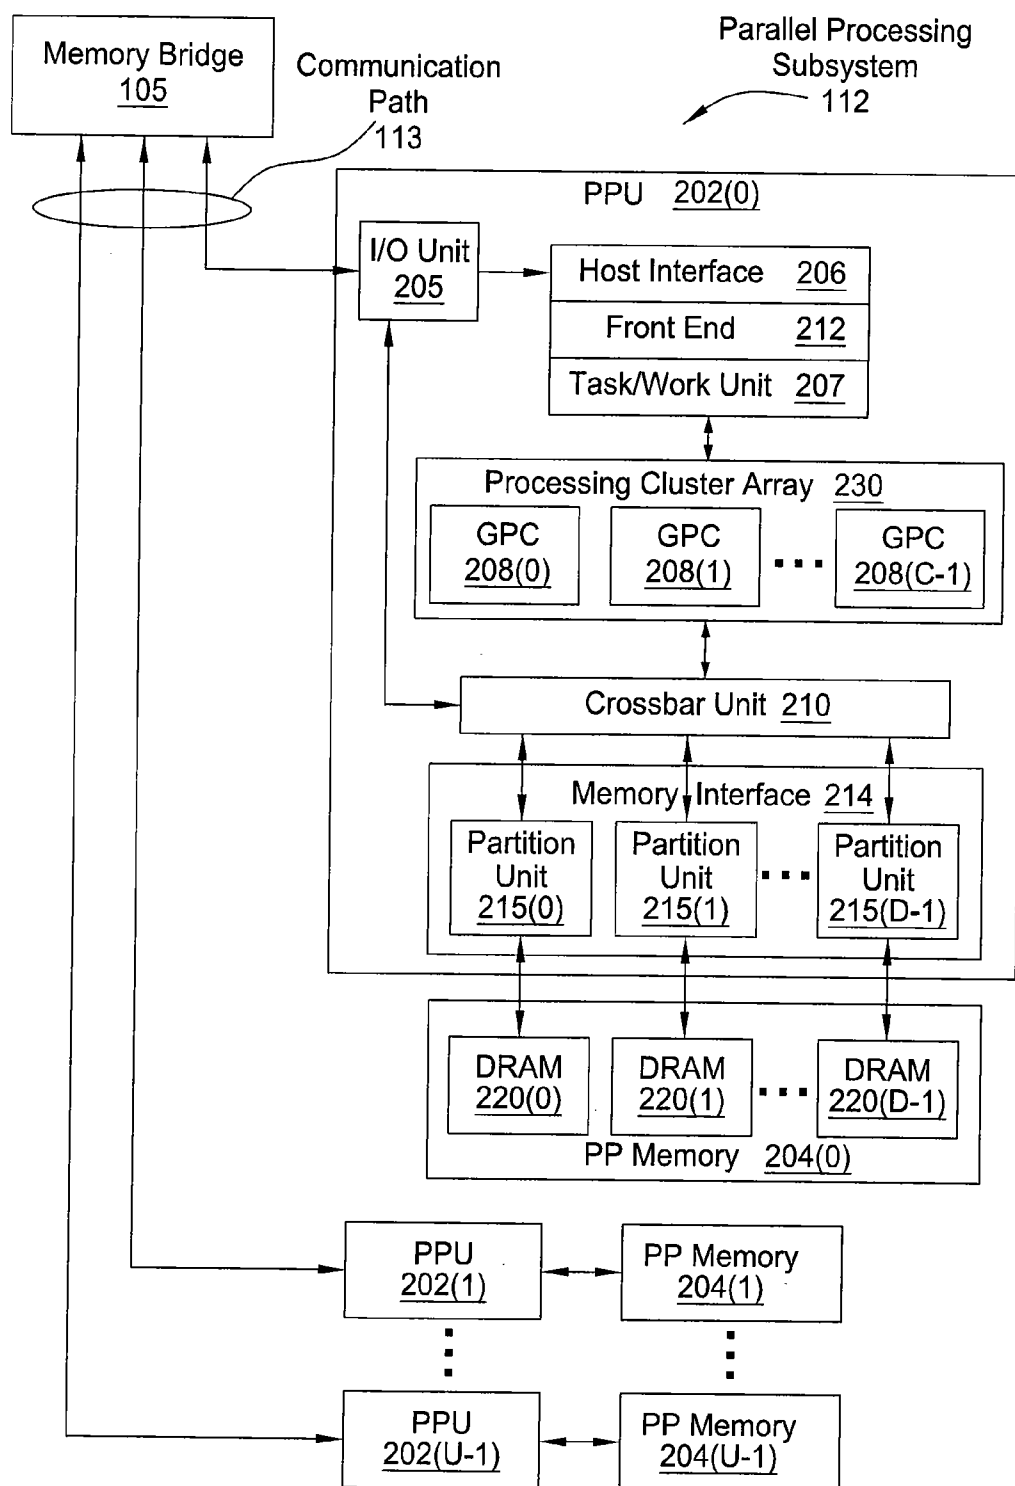 Memory Bridge
105
Communication
Path
113
Parallel Processing
Subsystem
112
PPU 202(0)
I/O Unit
205
Host Interface 206
Front End 212
Task/Work Unit 207
Processing Cluster Array 230
GPC
208(0)
GPC
208(1)
GPC
208(C-1)
Crossbar Unit 210
Memory Interface 214
Partition
Unit
215(0)
Partition
Unit
215(1)
Partition
Unit
215(D-1)
DRAM
220(0)
DRAM
220(1)
DRAM
220(D-1)
PP Memory 204(0)
PPU
202(1)
PP Memory
204(1)
PPU
202(U-1)
PP Memory
204(U-1)